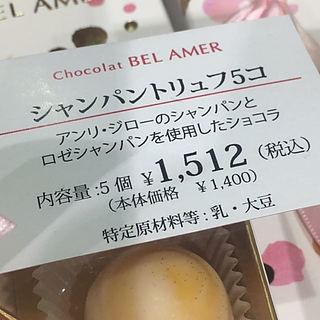 BEL AMER
Chocolat BEL AMER
シャンパントリュフ5コ
アンリ・ジローのシャンパンと
ロゼシャンパンを使用したショコラ
内容量:5個 ¥1,512(税込)
(本体価格 ¥1,400)
特定原材料等:乳・大豆